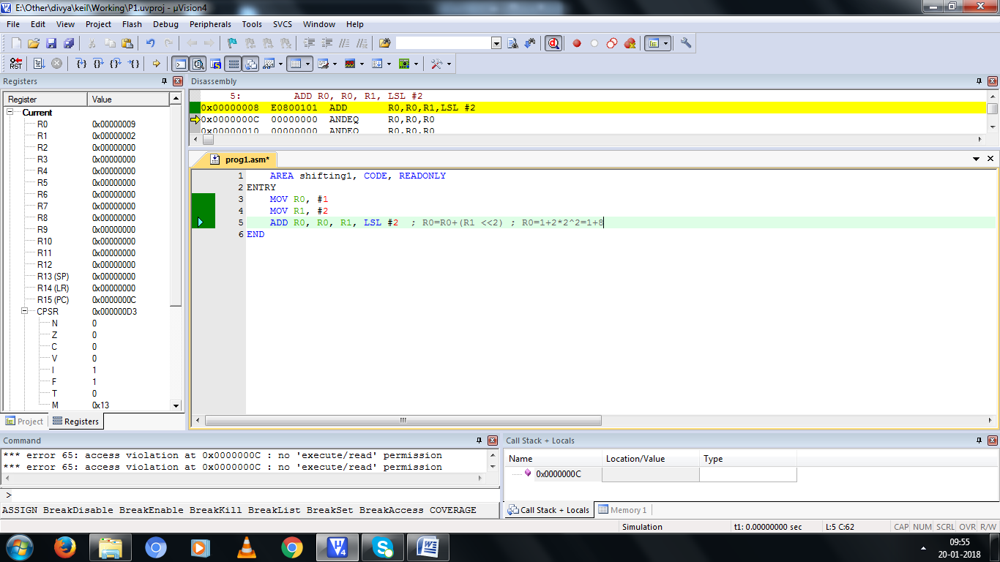 E:\Other\divya\keil\Working\P1.uvproj - µVision4
File Edit View Project Flash Debug Peripherals Tools SVCS Window Help
RST
Registers
Register Value
Current
R0 0x00000009
R1 0x00000002
R2 0x00000000
R3 0x00000000
R4 0x00000000
R5 0x00000000
R6 0x00000000
R7 0x00000000
R8 0x00000000
R9 0x00000000
R10 0x00000000
R11 0x00000000
R12 0x00000000
R13 (SP) 0x00000000
R14 (LR) 0x00000000
R15 (PC) 0x0000000C
CPSR 0x000000D3
N 0
Z 0
C 0
V 0
I 1
F 1
T 0
M 0x13
Project Registers
Disassembly
5: ADD R0, R0, R1, LSL #2
0x00000008 E0800101 ADD R0,R0,R1,LSL #2
0x0000000C 00000000 ANDEQ R0,R0,R0
0x00000010 00000000 ANDEQ R0,R0,R0
prog1.asm*
1 AREA shifting1, CODE, READONLY
2 ENTRY
3 MOV R0, #1
4 MOV R1, #2
5 ADD R0, R0, R1, LSL #2 ; R0=R0+(R1 <<2) ; R0=1+2*2^2=1+8
6 END
Command
*** error 65: access violation at 0x0000000C : no 'execute/read' permission
*** error 65: access violation at 0x0000000C : no 'execute/read' permission
>
ASSIGN BreakDisable BreakEnable BreakKill BreakList BreakSet BreakAccess COVERAGE
Call Stack + Locals
Name Location/Value Type
0x0000000C
Call Stack + Locals Memory 1
Simulation t1: 0.00000000 sec L:5 C:62 CAP NUM SCRL OVR R/W
09:55
20-01-2018